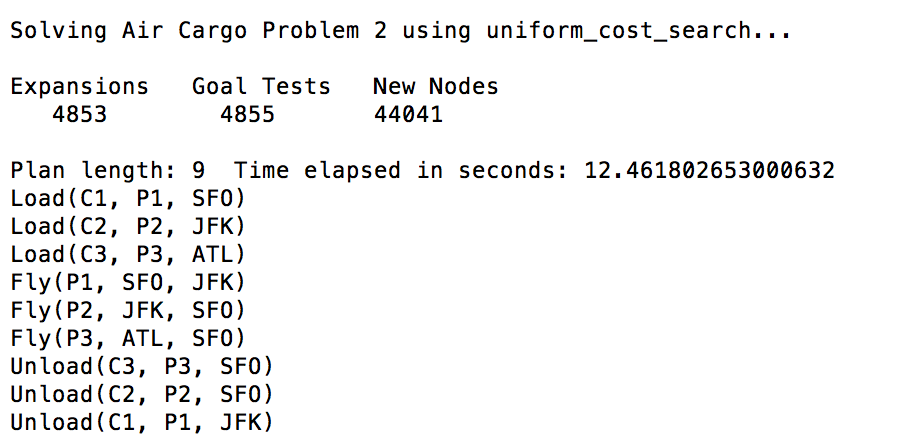 Solving Air Cargo Problem 2 using uniform_cost_search...
Expansions   Goal Tests   New Nodes
   4853        4855       44041
Plan length: 9  Time elapsed in seconds: 12.461802653000632
Load(C1, P1, SFO)
Load(C2, P2, JFK)
Load(C3, P3, ATL)
Fly(P1, SFO, JFK)
Fly(P2, JFK, SFO)
Fly(P3, ATL, SFO)
Unload(C3, P3, SFO)
Unload(C2, P2, SFO)
Unload(C1, P1, JFK)